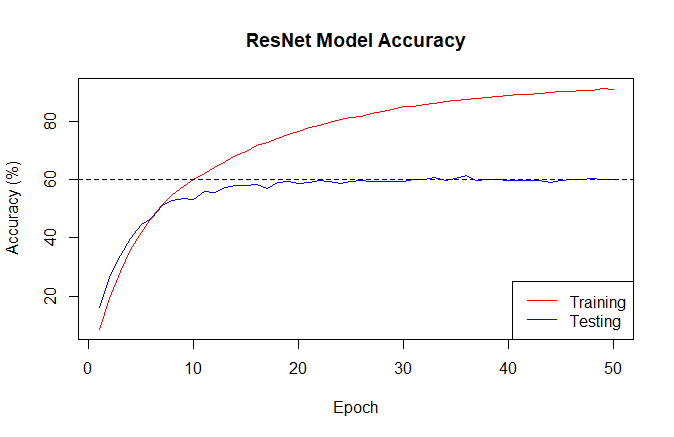 ResNet Model Accuracy
Accuracy (%)
80
60
40
20
0 10 20 30 40 50
Epoch
Training
Testing